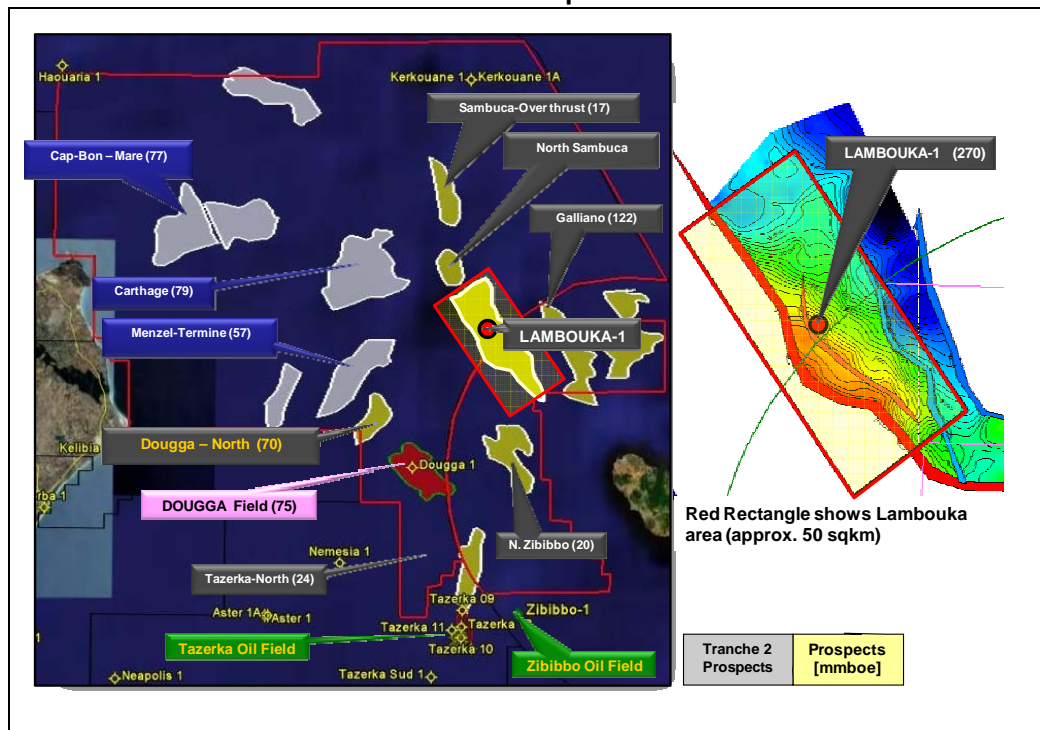 Haouaria 1
Kerkouane 1
Kerkouane 1A
Sambuca-Over thrust (17)
North Sambuca
Cap-Bon – Mare (77)
LAMBOUKA-1 (270)
Galliano (122)
Carthage (79)
Menzel-Termine (57)
LAMBOUKA-1
Dougga – North (70)
Kelibia
Dougga 1
DOUGGA Field (75)
rba 1
Red Rectangle shows Lambouka
area (approx. 50 sqkm)
N. Zibibbo (20)
Nemesia 1
Tazerka-North (24)
Tazerka 09
Aster 1A
Aster 1
Zibibbo-1
Tazerka 11
Tazerka
Tazerka Oil Field
Tazerka 10
Zibibbo Oil Field
Tranche 2
Prospects
Prospects
[mmboe]
Neapolis 1
Tazerka Sud 1